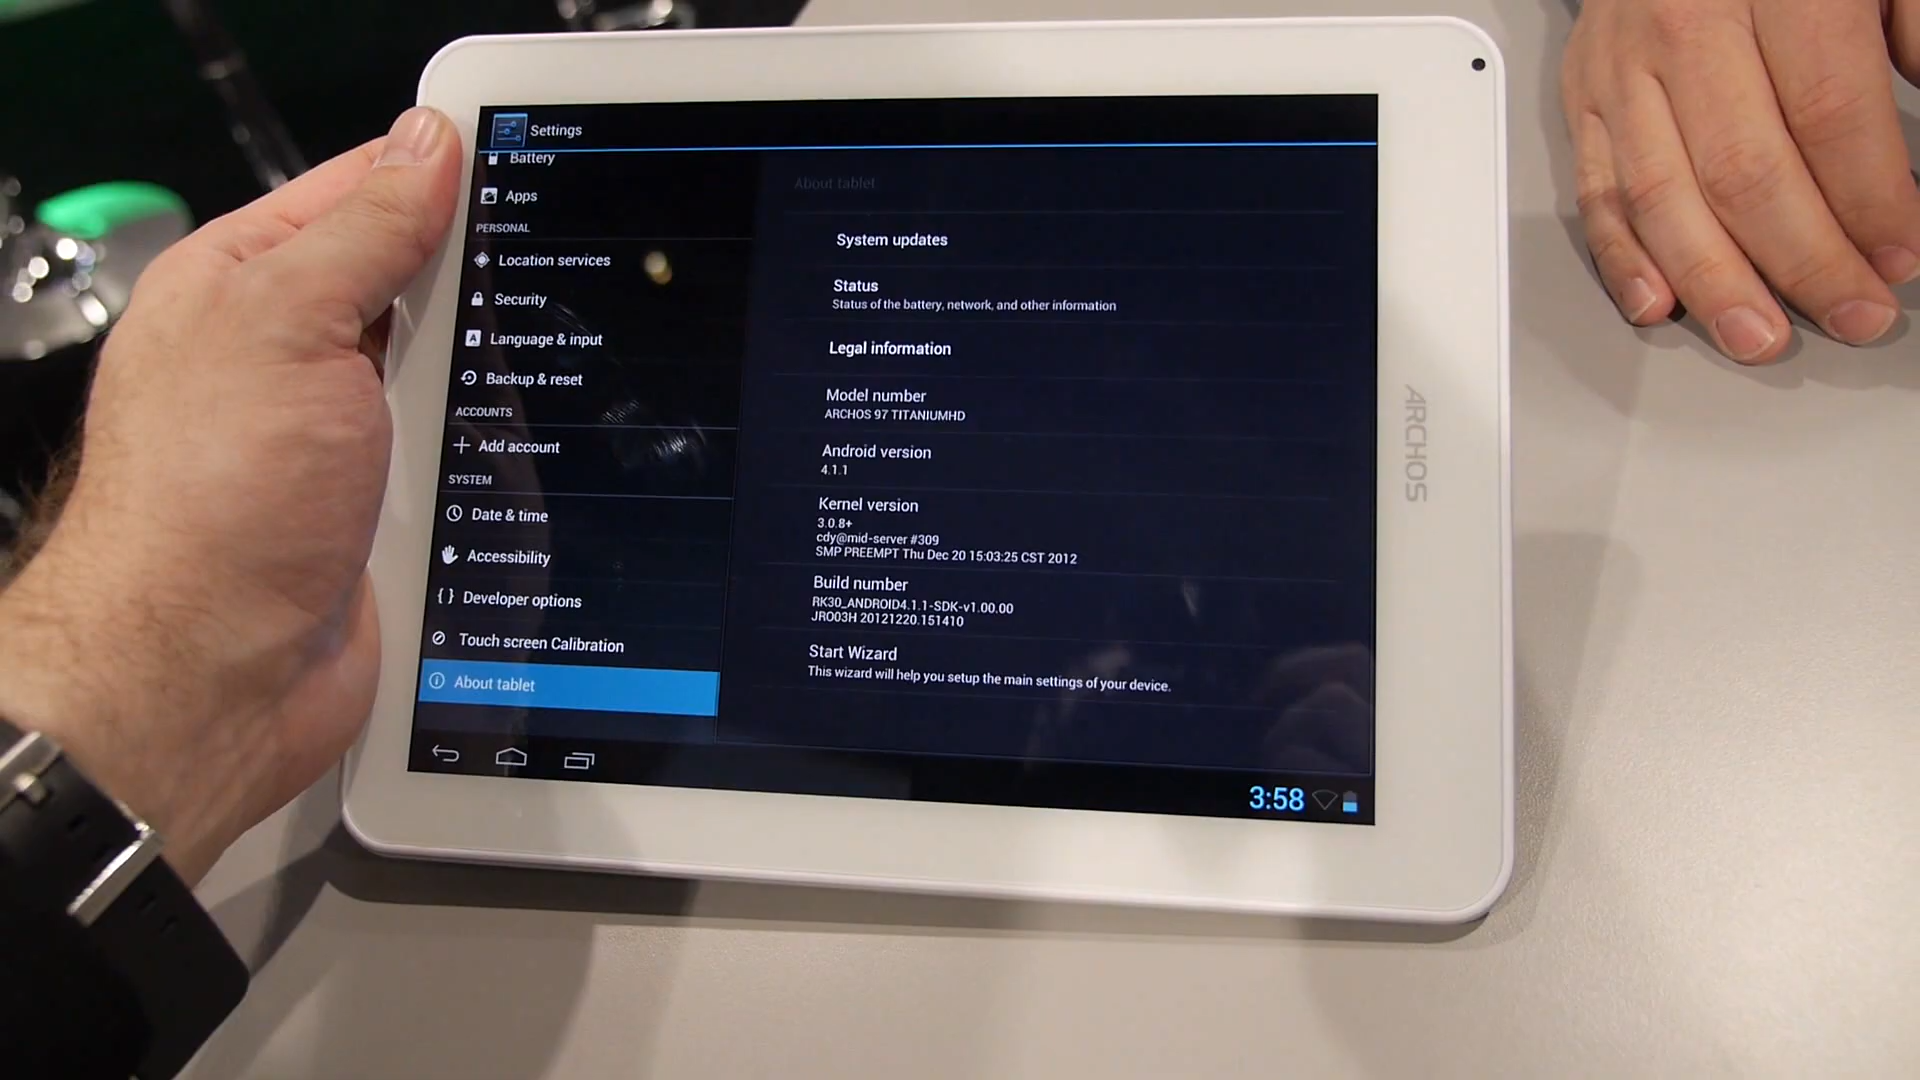 Settings
Battery
Apps
PERSONAL
Location services
Security
Language & input
Backup & reset
ACCOUNTS
Add account
SYSTEM
Date & time
Accessibility
{ } Developer options
Touch screen Calibration
About tablet
About tablet
System updates
Status
Status of the battery, network, and other information
Legal information
Model number
ARCHOS 97 TITANIUMHD
Android version
4.1.1
Kernel version
3.0.8+
cdy@mid-server #309
SMP PREEMPT Thu Dec 20 15:03:25 CST 2012
Build number
RK30_ANDROID4.1.1-SDK-v1.00.00
JRO03H 20121220.151410
Start Wizard
This wizard will help you setup the main settings of your device.
3:58
ARCHOS